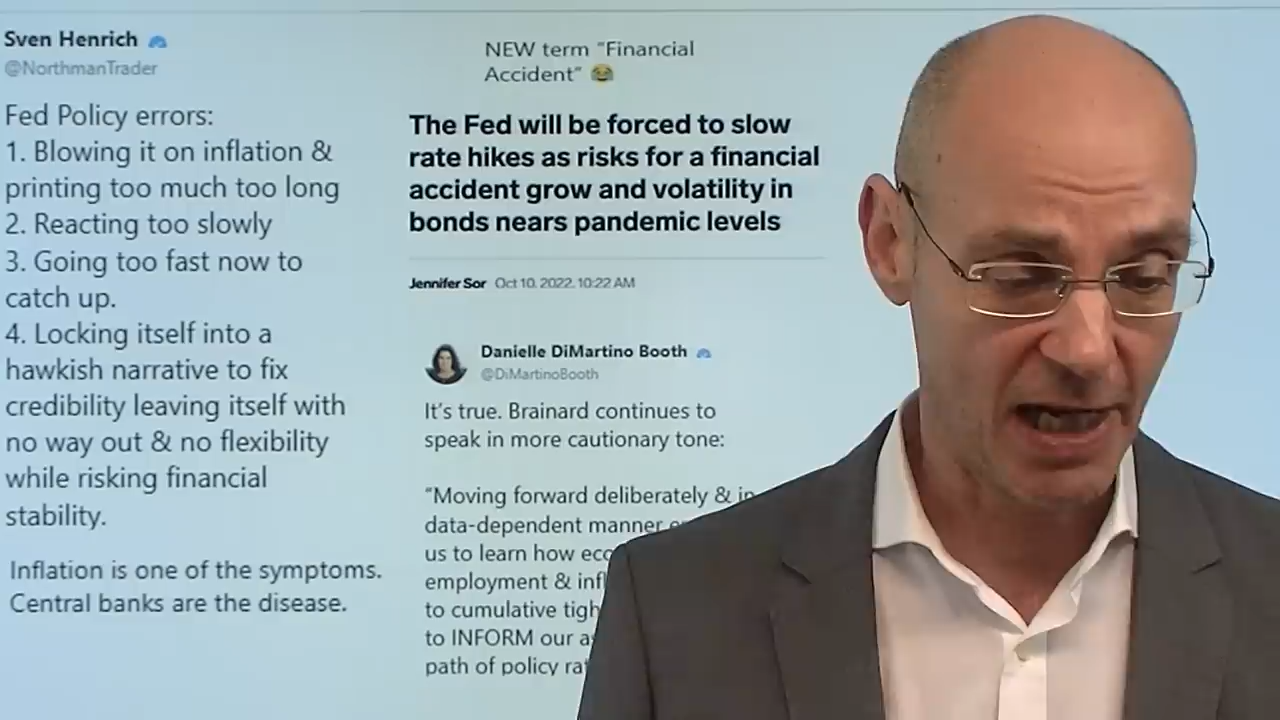 Sven Henrich
@NorthmanTrader
Fed Policy errors:
1. Blowing it on inflation &
printing too much too long
2. Reacting too slowly
3. Going too fast now to
catch up.
4. Locking itself into a
hawkish narrative to fix
credibility leaving itself with
no way out & no flexibility
while risking financial
stability.
Inflation is one of the symptoms.
Central banks are the disease.
NEW term "Financial
Accident" 😂
The Fed will be forced to slow
rate hikes as risks for a financial
accident grow and volatility in
bonds nears pandemic levels
Jennifer Sor Oct 10, 2022, 10:22 AM
Danielle DiMartino Booth
@DiMartinoBooth
It's true. Brainard continues to
speak in more cautionary tone:
“Moving forward deliberately & in
data-dependent manner
us to learn how
employment &
to cumulative
to INFORM our
path of policy